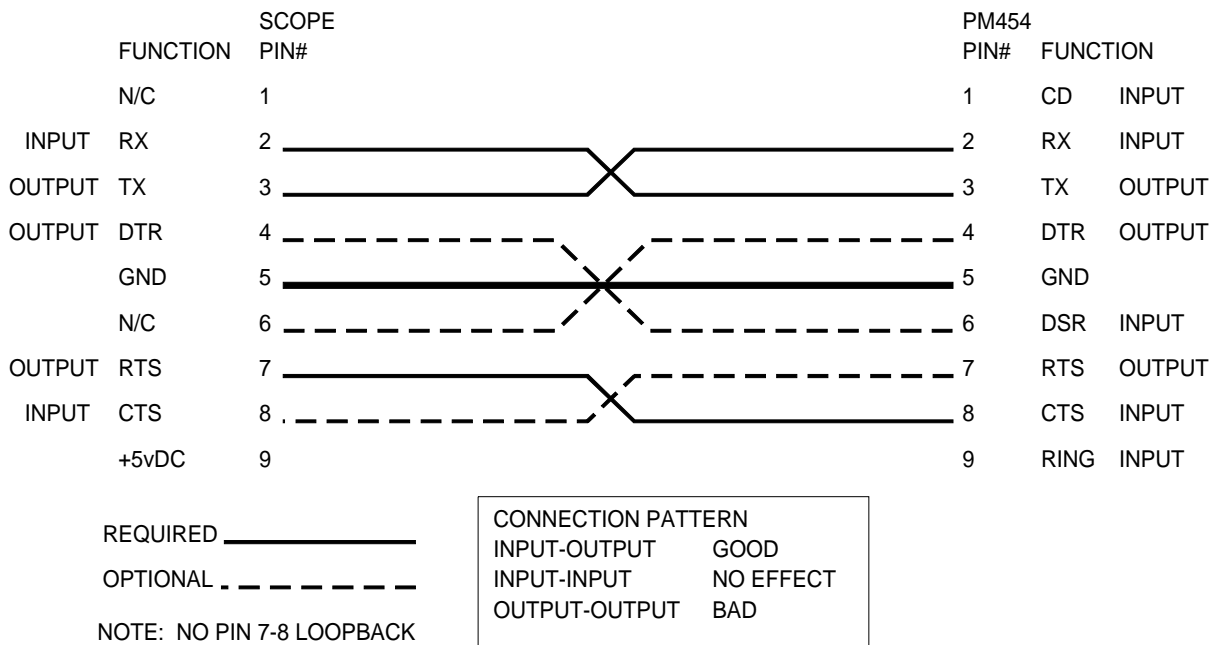 SCOPE PM454
FUNCTION PIN# PIN# FUNCTION
N/C 1 1 CD INPUT
INPUT RX 2 2 RX INPUT
OUTPUT TX 3 3 TX OUTPUT
OUTPUT DTR 4 4 DTR OUTPUT
GND 5 5 GND
N/C 6 6 DSR INPUT
OUTPUT RTS 7 7 RTS OUTPUT
INPUT CTS 8 8 CTS INPUT
+5vDC 9 9 RING INPUT
REQUIRED
OPTIONAL
NOTE: NO PIN 7-8 LOOPBACK
CONNECTION PATTERN
INPUT-OUTPUT GOOD
INPUT-INPUT NO EFFECT
OUTPUT-OUTPUT BAD